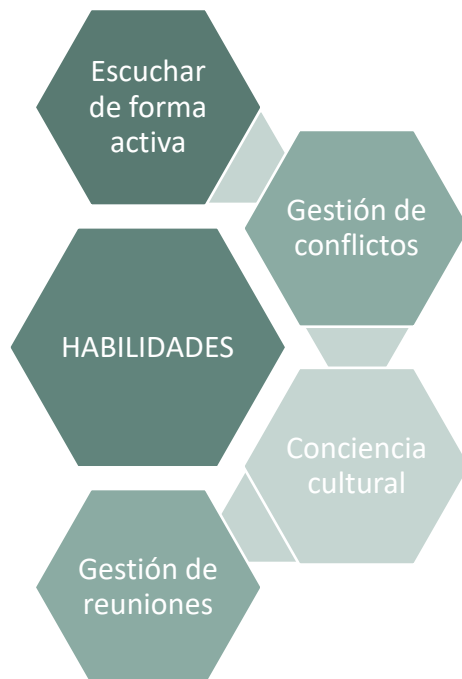 Escuchar
de forma
activa
Gestión de
conflictos
HABILIDADES
Conciencia
cultural
Gestión de
reuniones